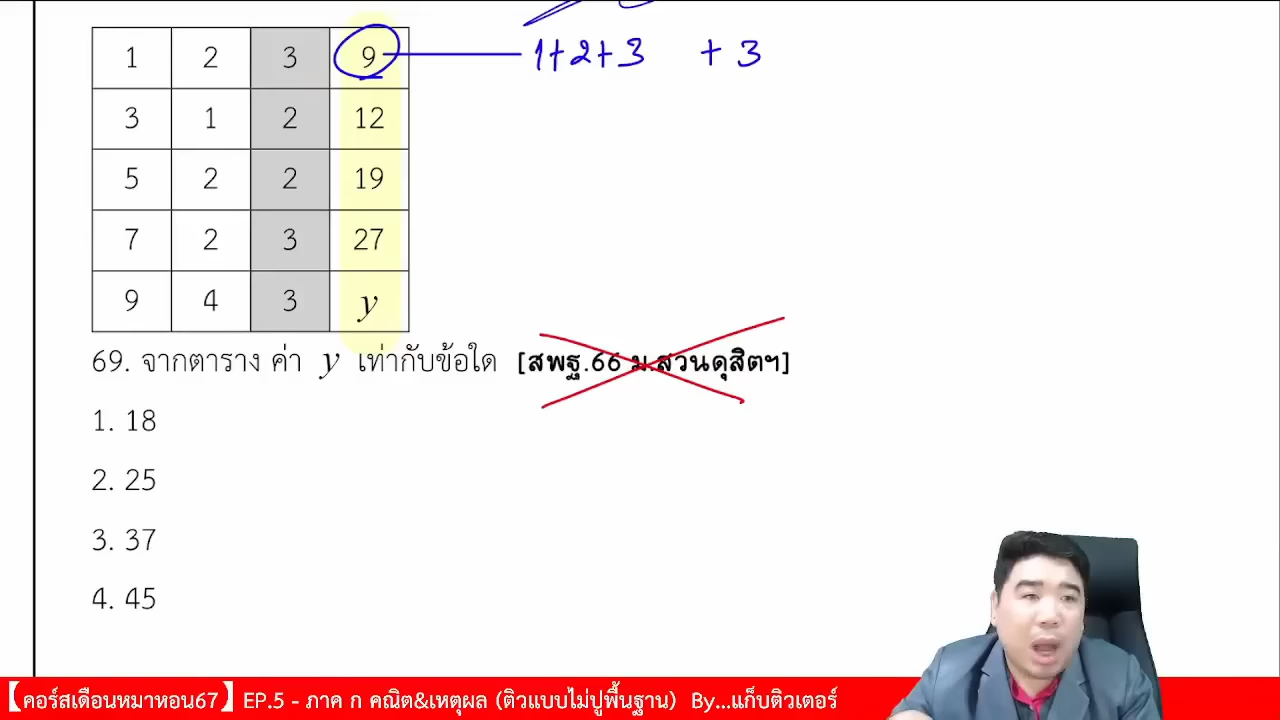 1 2 3 9 1+2+3 +3
3 1 2 12
5 2 2 19
7 2 3 27
9 4 3 y
69. จากตาราง ค่า y เท่ากับข้อใด [สพฐ.66 ม.สวนดุสิตฯ]
1. 18
2. 25
3. 37
4. 45
【คอร์สเดือนหมาหอน67】EP.5 - ภาค ก คณิต&เหตุผล (ติวแบบไม่ปูพื้นฐาน) By...แก็บติวเตอร์